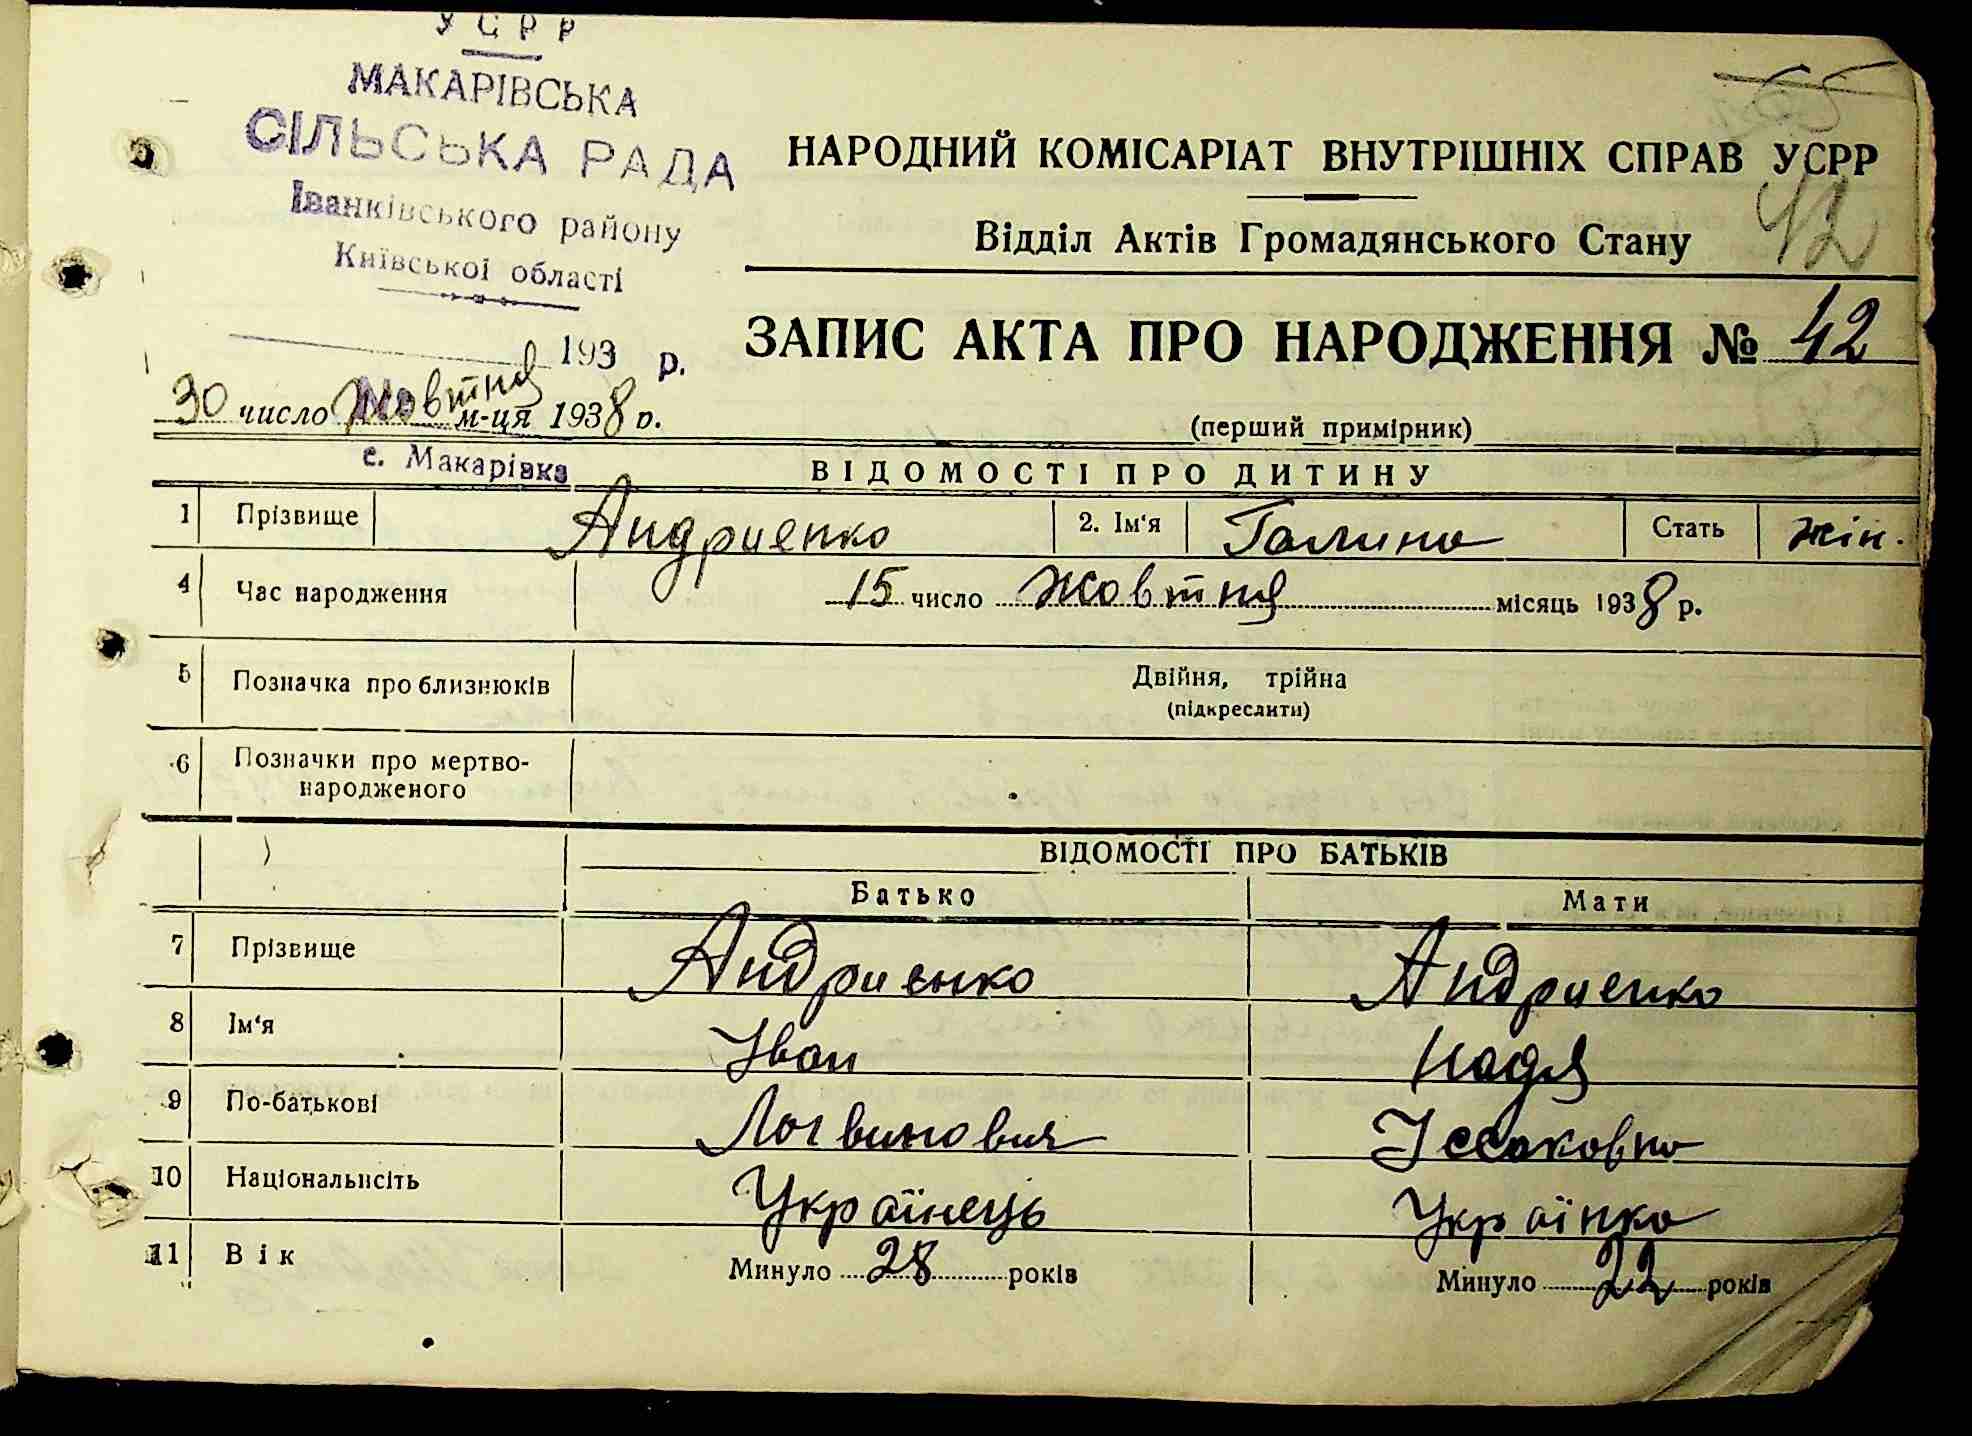 УСРР
МАКАРІВСЬКА
СІЛЬСЬКА РАДА
Іванківського району
Київської області
193 р.
30 число Жовтня м-ця 1938 р.
с. Макарівка
НАРОДНИЙ КОМІСАРІАТ ВНУТРІШНІХ СПРАВ УСРР
Відділ Актів Громадянського Стану
42
ЗАПИС АКТА ПРО НАРОДЖЕННЯ № 42
(перший примірник)
ВІДОМОСТІ ПРО ДИТИНУ
1 Прізвище Андриенко 2. Ім'я Галина Стать жін.
4 Час народження 15 число Жовтня місяць 1938 р.
5 Позначка про близнюків Двійня, трійна
(підкреслити)
6 Позначки про мертво-
народженого
ВІДОМОСТІ ПРО БАТЬКІВ
Батько Мати
7 Прізвище Андриенко Андриенко
8 Ім'я Іван Надя
9 По-батькові Логвинович Ісаковна
10 Національність Українець Українка
11 Вік Минуло 28 років Минуло 22 років